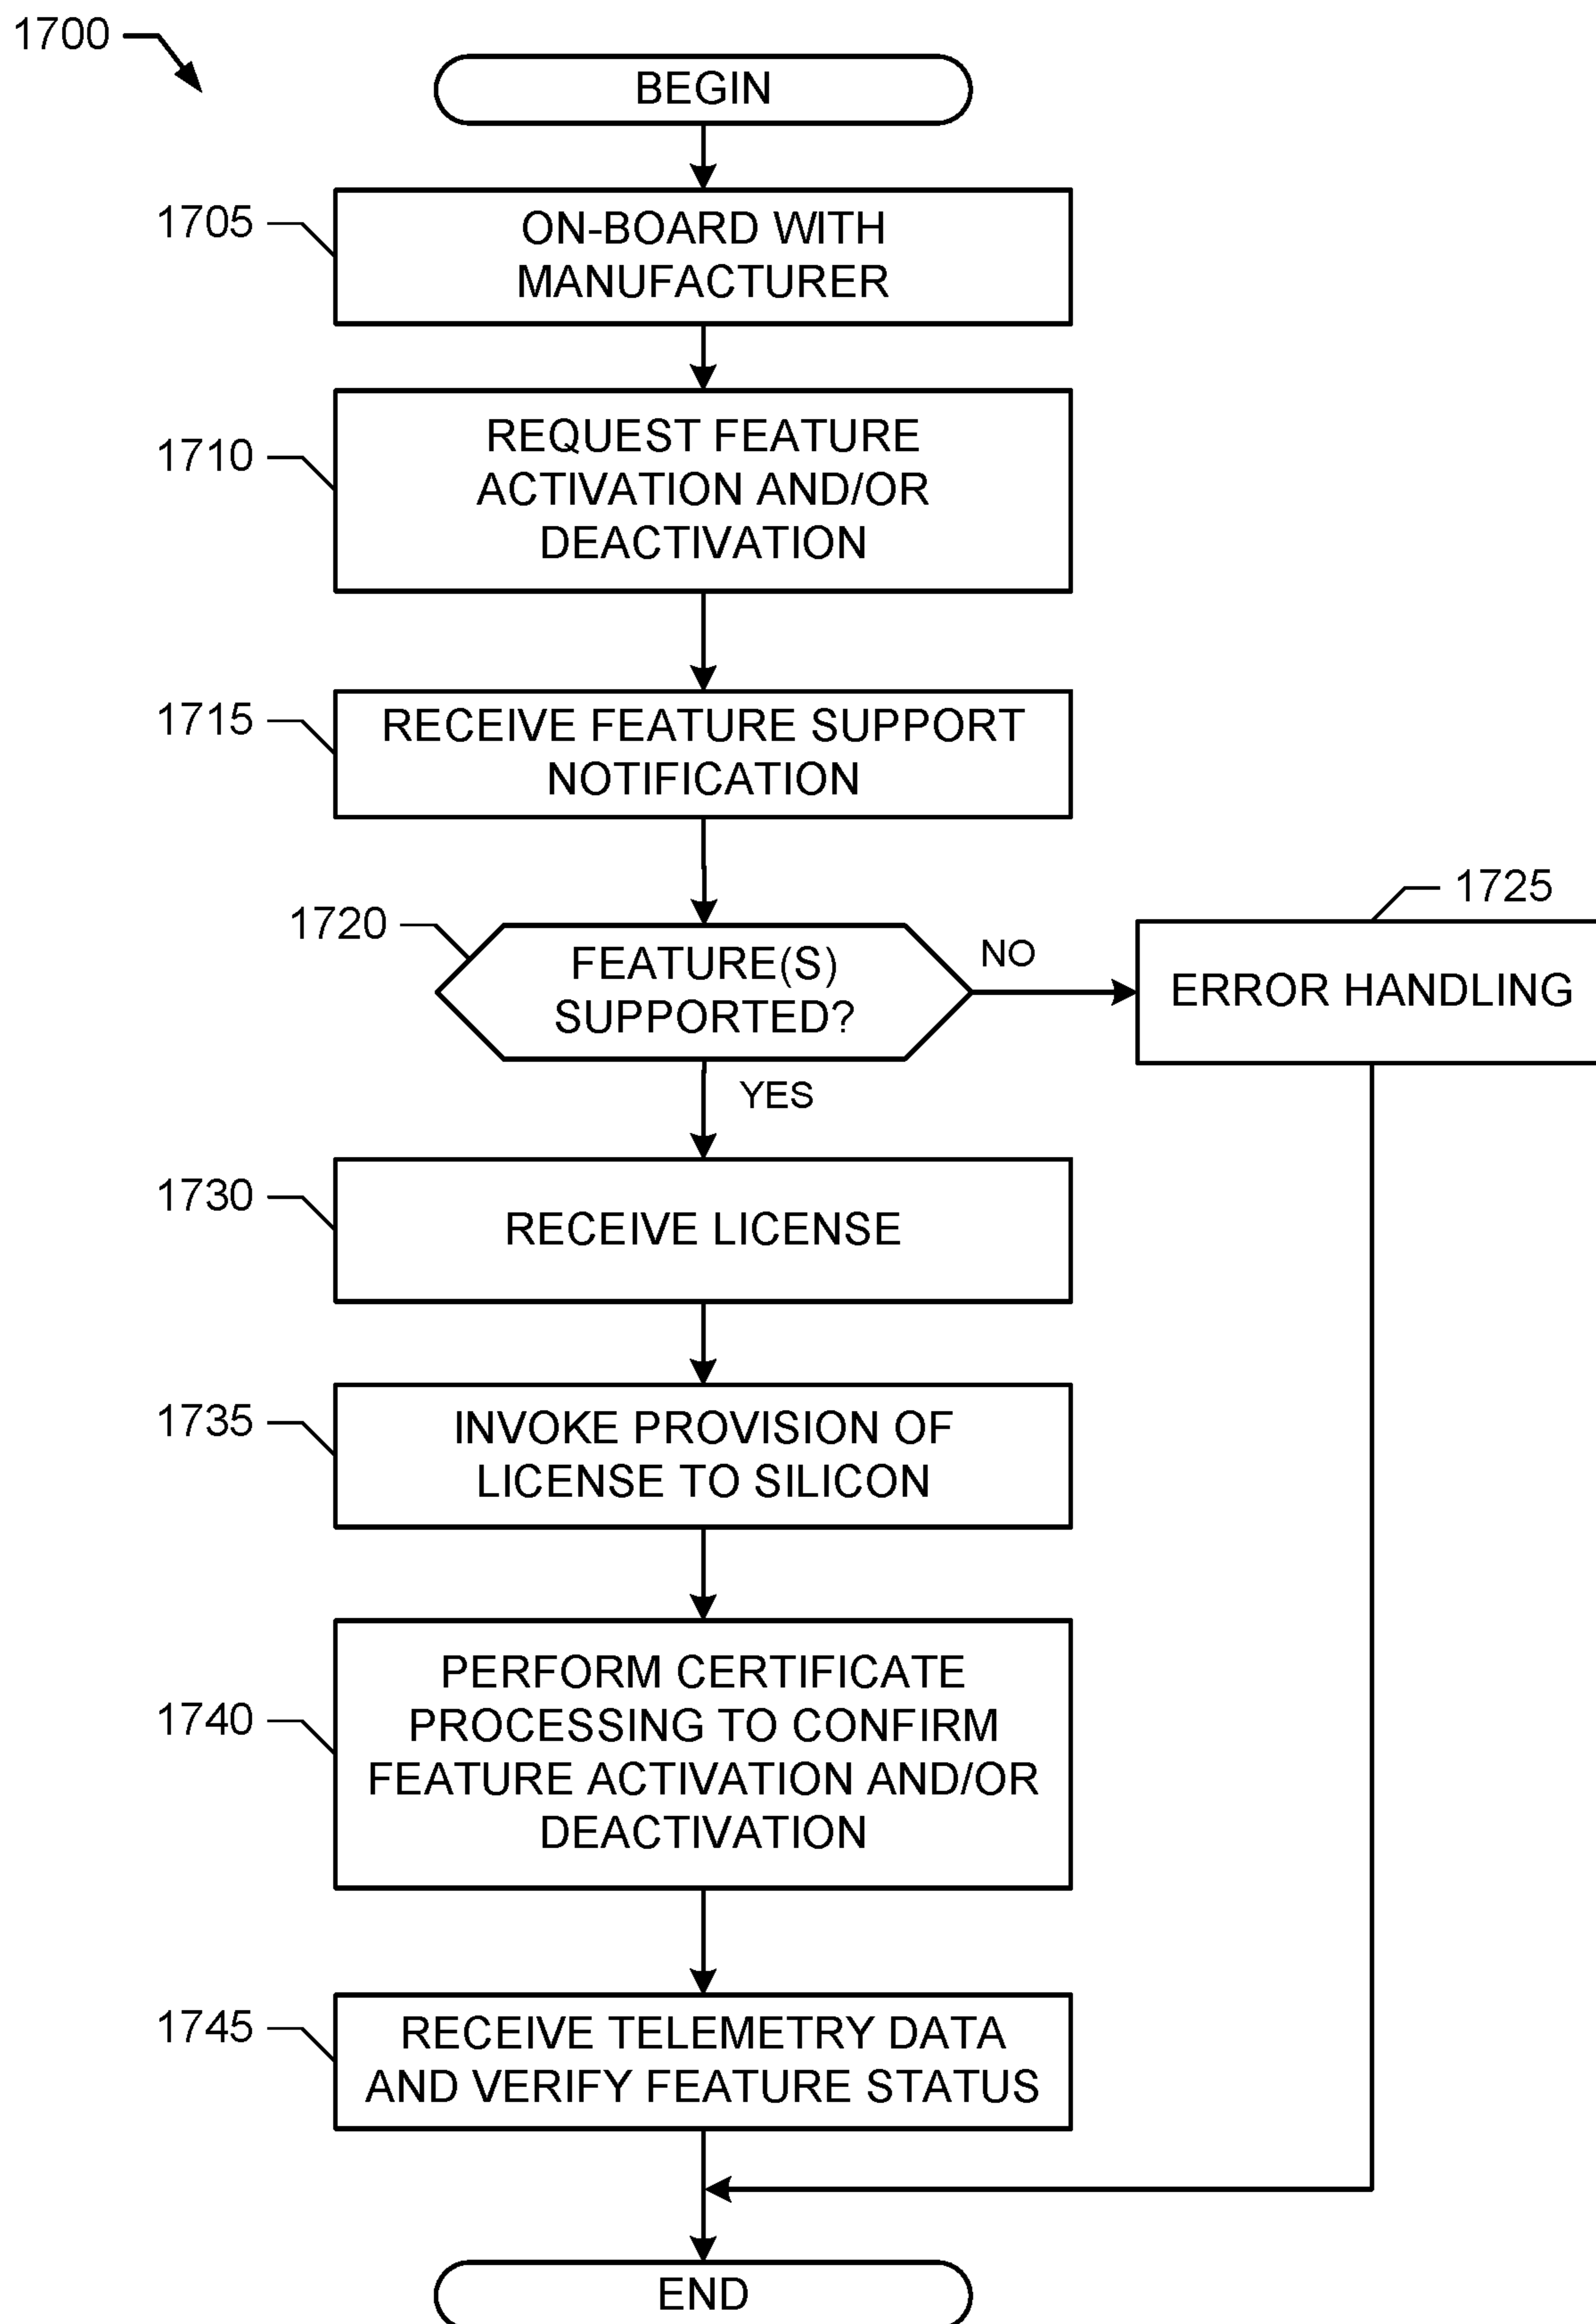 1700
BEGIN
1705
ON-BOARD WITH
MANUFACTURER
1710
REQUEST FEATURE
ACTIVATION AND/OR
DEACTIVATION
1715
RECEIVE FEATURE SUPPORT
NOTIFICATION
1720
FEATURE(S)
SUPPORTED?
NO
1725
ERROR HANDLING
YES
1730
RECEIVE LICENSE
1735
INVOKE PROVISION OF
LICENSE TO SILICON
1740
PERFORM CERTIFICATE
PROCESSING TO CONFIRM
FEATURE ACTIVATION AND/OR
DEACTIVATION
1745
RECEIVE TELEMETRY DATA
AND VERIFY FEATURE STATUS
END